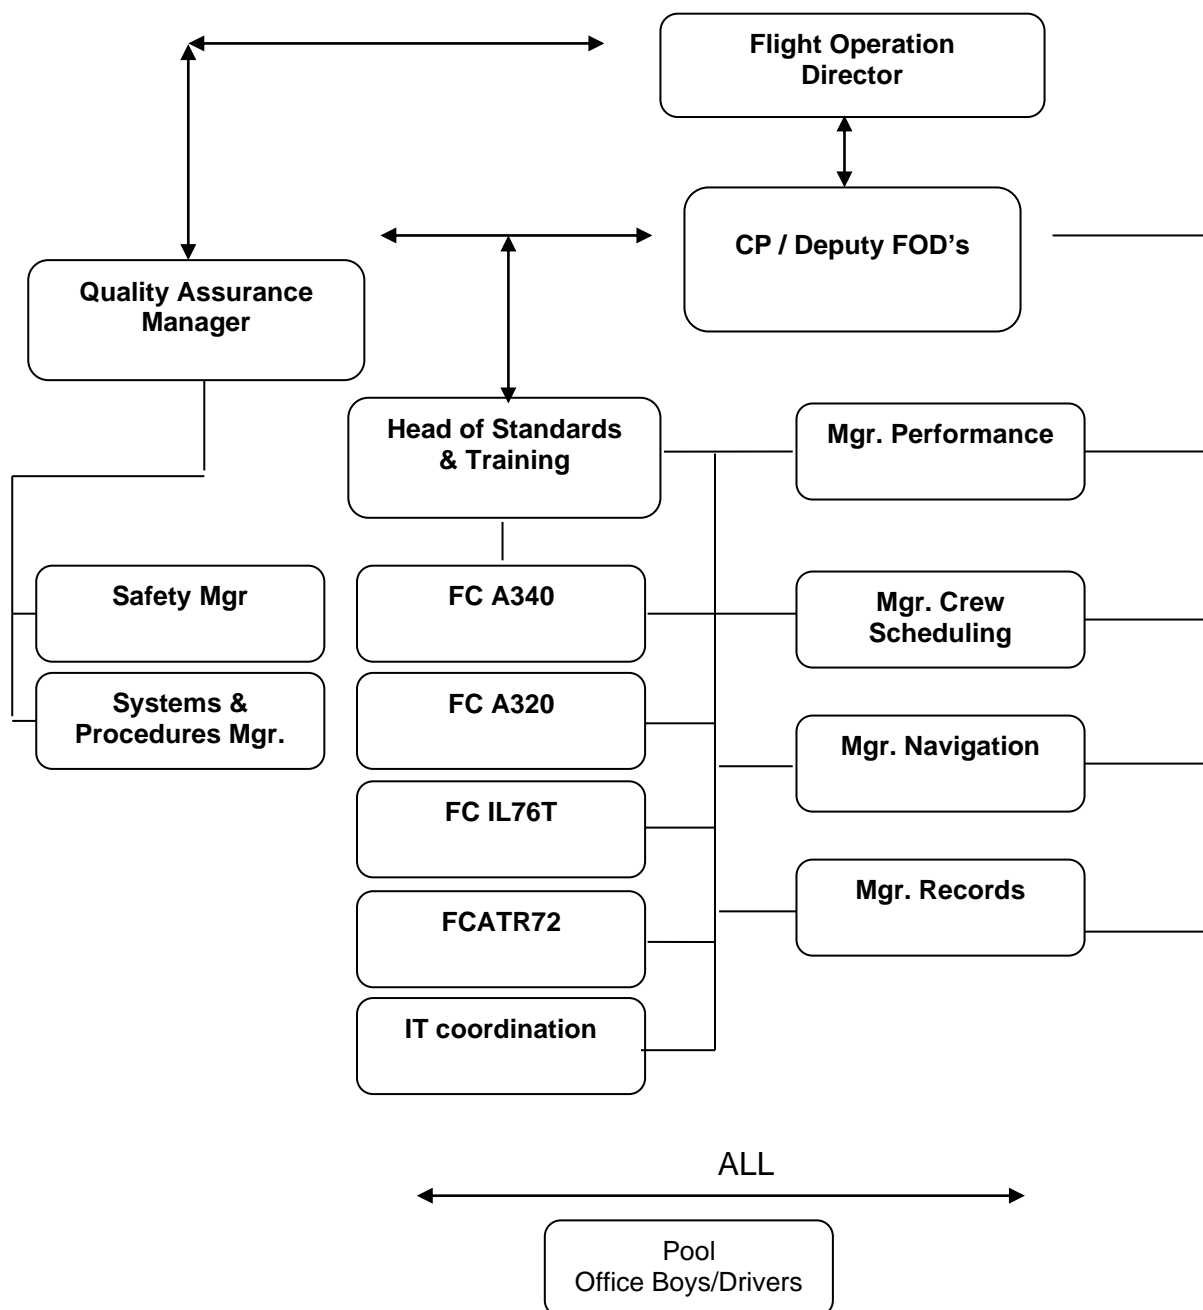 Flight Operation
Director
CP / Deputy FOD’s
Quality Assurance
Manager
Head of Standards
& Training
Mgr. Performance
Safety Mgr
FC A340
Mgr. Crew
Scheduling
Systems &
Procedures Mgr.
FC A320
Mgr. Navigation
FC IL76T
Mgr. Records
FCATR72
IT coordination
ALL
Pool
Office Boys/Drivers